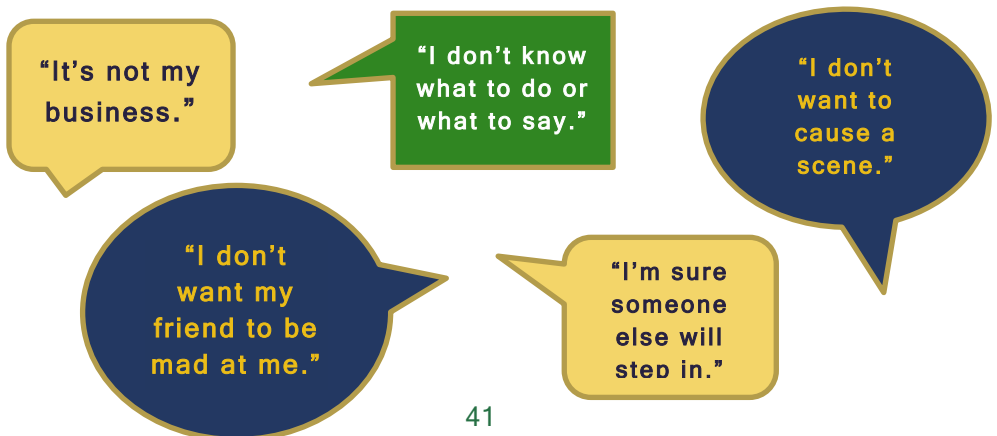 “It’s not my
business.”
“I don’t know
what to do or
what to say.”
“I don’t
want to
cause a
scene.”
“I don’t
want my
friend to be
mad at me.”
“I’m sure
someone
else will
step in.”
41